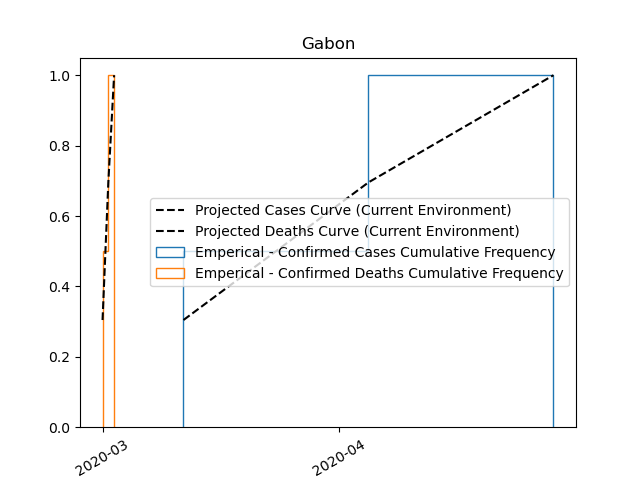 Gabon
1.0
0.8
0.6
0.4
0.2
0.0
Projected Cases Curve (Current Environment)
Projected Deaths Curve (Current Environment)
Emperical - Confirmed Cases Cumulative Frequency
Emperical - Confirmed Deaths Cumulative Frequency
2020-03
2020-04